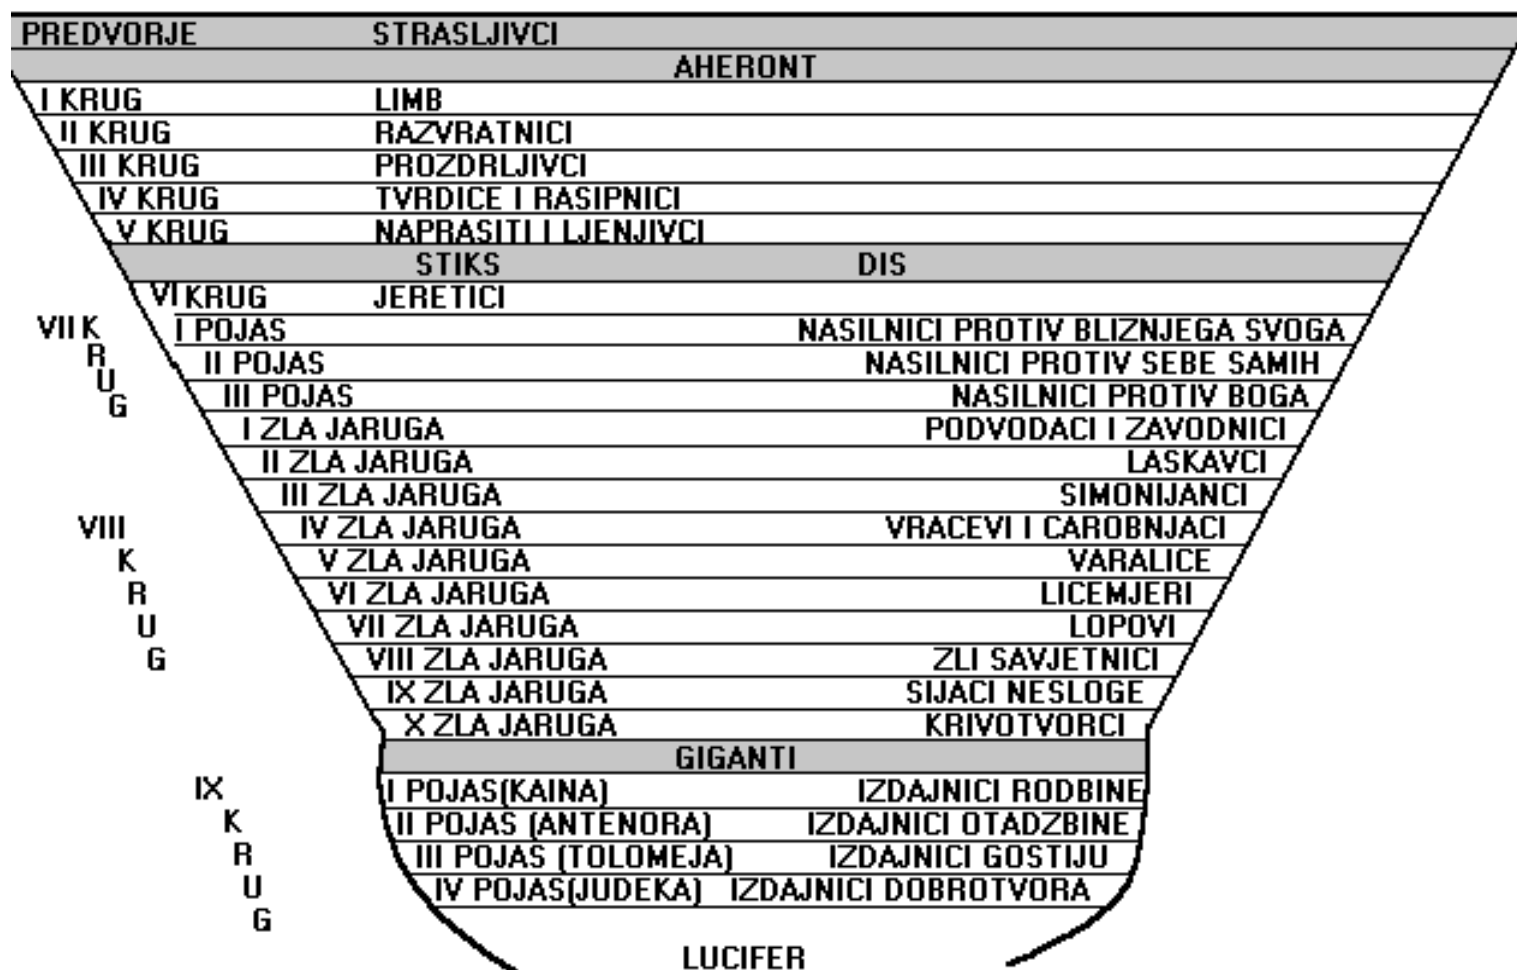 PREDVORJE STRASLJIVCI
AHERONT
I KRUG LIMB
II KRUG RAZVRATNICI
III KRUG PROZDRLJIVCI
IV KRUG TVRDICE I RASIPNICI
V KRUG NAPRASITI I LJENJIVCI
STIKS DIS
VI KRUG JERETICI
VII KRUG
I POJAS NASILNICI PROTIV BLIZNJEGA SVOGA
II POJAS NASILNICI PROTIV SEBE SAMIH
III POJAS NASILNICI PROTIV BOGA
VIII KRUG
I ZLA JARUGA PODVODACI I ZAVODNICI
II ZLA JARUGA LASKAVCI
III ZLA JARUGA SIMONIJANCI
IV ZLA JARUGA VRACEVI I CAROBNJACI
V ZLA JARUGA VARALICE
VI ZLA JARUGA LICEMJERI
VII ZLA JARUGA LOPOVI
VIII ZLA JARUGA ZLI SAVJETNICI
IX ZLA JARUGA SIJACI NESLOGE
X ZLA JARUGA KRIVOTVORCI
GIGANTI
IX KRUG
I POJAS(KAINA) IZDAJNICI RODBINE
II POJAS (ANTENORA) IZDAJNICI OTADZBINE
III POJAS (TOLOMEJA) IZDAJNICI GOSTIJU
IV POJAS(JUDEKA) IZDAJNICI DOBROTVORA
LUCIFER